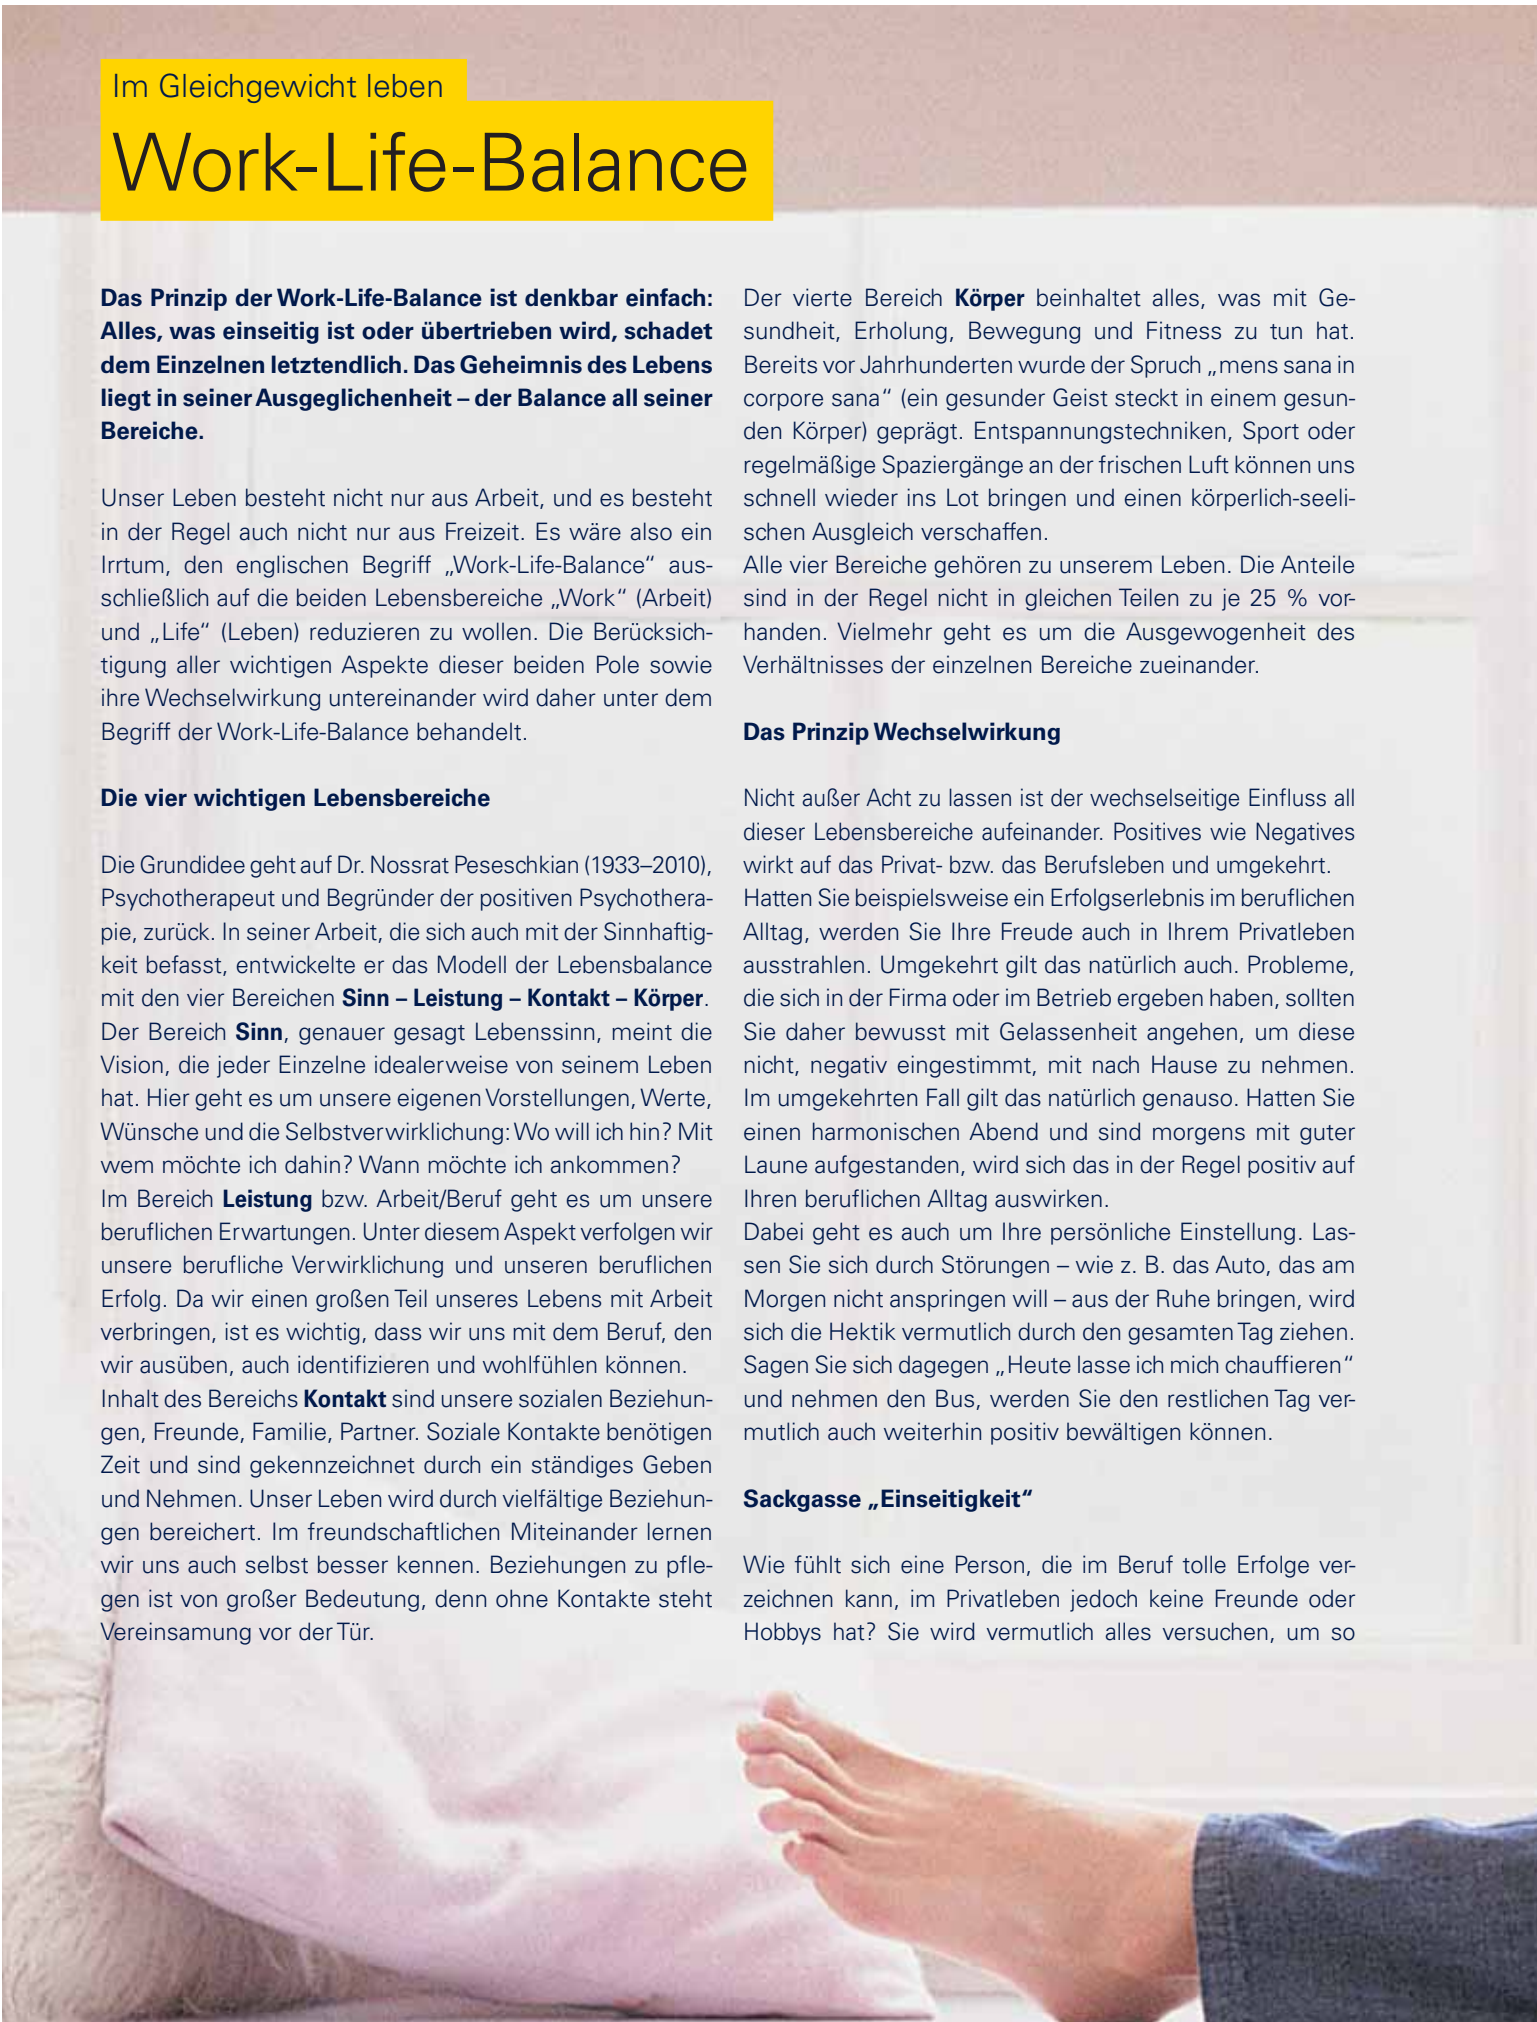 Im Gleichgewicht leben
Work-Life-Balance
Das Prinzip der Work-Life-Balance ist denkbar einfach:
Alles, was einseitig ist oder übertrieben wird, schadet
dem Einzelnen letztendlich. Das Geheimnis des Lebens
liegt in seiner Ausgeglichenheit – der Balance all seiner
Bereiche.
Unser Leben besteht nicht nur aus Arbeit, und es besteht
in der Regel auch nicht nur aus Freizeit. Es wäre also ein
Irrtum, den englischen Begriff „Work-Life-Balance“ aus-
schließlich auf die beiden Lebensbereiche „Work“ (Arbeit)
und „Life“ (Leben) reduzieren zu wollen. Die Berücksich-
tigung aller wichtigen Aspekte dieser beiden Pole sowie
ihre Wechselwirkung untereinander wird daher unter dem
Begriff der Work-Life-Balance behandelt.
Die vier wichtigen Lebensbereiche
Die Grundidee geht auf Dr. Nossrat Peseschkian (1933–2010),
Psychotherapeut und Begründer der positiven Psychothera-
pie, zurück. In seiner Arbeit, die sich auch mit der Sinnhaftig-
keit befasst, entwickelte er das Modell der Lebensbalance
mit den vier Bereichen Sinn – Leistung – Kontakt – Körper.
Der Bereich Sinn, genauer gesagt Lebenssinn, meint die
Vision, die jeder Einzelne idealerweise von seinem Leben
hat. Hier geht es um unsere eigenen Vorstellungen, Werte,
Wünsche und die Selbstverwirklichung: Wo will ich hin? Mit
wem möchte ich dahin? Wann möchte ich ankommen?
Im Bereich Leistung bzw. Arbeit/Beruf geht es um unsere
beruflichen Erwartungen. Unter diesem Aspekt verfolgen wir
unsere berufliche Verwirklichung und unseren beruflichen
Erfolg. Da wir einen großen Teil unseres Lebens mit Arbeit
verbringen, ist es wichtig, dass wir uns mit dem Beruf, den
wir ausüben, auch identifizieren und wohlfühlen können.
Inhalt des Bereichs Kontakt sind unsere sozialen Beziehun-
gen, Freunde, Familie, Partner. Soziale Kontakte benötigen
Zeit und sind gekennzeichnet durch ein ständiges Geben
und Nehmen. Unser Leben wird durch vielfältige Beziehun-
gen bereichert. Im freundschaftlichen Miteinander lernen
wir uns auch selbst besser kennen. Beziehungen zu pfle-
gen ist von großer Bedeutung, denn ohne Kontakte steht
Vereinsamung vor der Tür.
Der vierte Bereich Körper beinhaltet alles, was mit Ge-
sundheit, Erholung, Bewegung und Fitness zu tun hat.
Bereits vor Jahrhunderten wurde der Spruch „mens sana in
corpore sana“ (ein gesunder Geist steckt in einem gesun-
den Körper) geprägt. Entspannungstechniken, Sport oder
regelmäßige Spaziergänge an der frischen Luft können uns
schnell wieder ins Lot bringen und einen körperlich-seeli-
schen Ausgleich verschaffen.
Alle vier Bereiche gehören zu unserem Leben. Die Anteile
sind in der Regel nicht in gleichen Teilen zu je 25 % vor-
handen. Vielmehr geht es um die Ausgewogenheit des
Verhältnisses der einzelnen Bereiche zueinander.
Das Prinzip Wechselwirkung
Nicht außer Acht zu lassen ist der wechselseitige Einfluss all
dieser Lebensbereiche aufeinander. Positives wie Negatives
wirkt auf das Privat- bzw. das Berufsleben und umgekehrt.
Hatten Sie beispielsweise ein Erfolgserlebnis im beruflichen
Alltag, werden Sie Ihre Freude auch in Ihrem Privatleben
ausstrahlen. Umgekehrt gilt das natürlich auch. Probleme,
die sich in der Firma oder im Betrieb ergeben haben, sollten
Sie daher bewusst mit Gelassenheit angehen, um diese
nicht, negativ eingestimmt, mit nach Hause zu nehmen.
Im umgekehrten Fall gilt das natürlich genauso. Hatten Sie
einen harmonischen Abend und sind morgens mit guter
Laune aufgestanden, wird sich das in der Regel positiv auf
Ihren beruflichen Alltag auswirken.
Dabei geht es auch um Ihre persönliche Einstellung. Las-
sen Sie sich durch Störungen – wie z. B. das Auto, das am
Morgen nicht anspringen will – aus der Ruhe bringen, wird
sich die Hektik vermutlich durch den gesamten Tag ziehen.
Sagen Sie sich dagegen „Heute lasse ich mich chauffieren“
und nehmen den Bus, werden Sie den restlichen Tag ver-
mutlich auch weiterhin positiv bewältigen können.
Sackgasse „Einseitigkeit“
Wie fühlt sich eine Person, die im Beruf tolle Erfolge ver-
zeichnen kann, im Privatleben jedoch keine Freunde oder
Hobbys hat? Sie wird vermutlich alles versuchen, um so